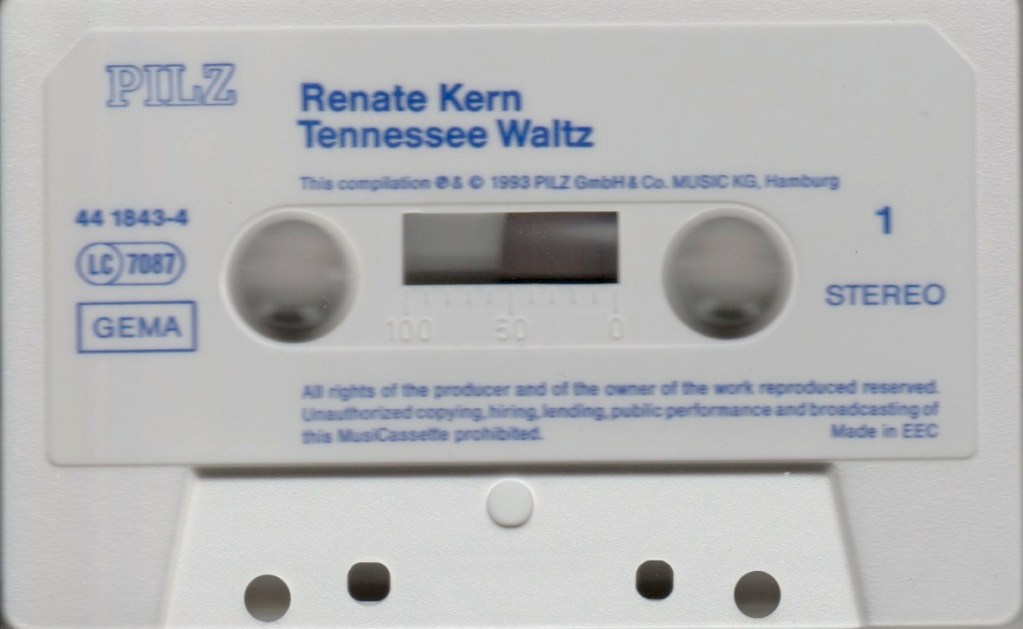 PILZ
Renate Kern
Tennessee Waltz
This compilation ℗ & © 1993 PILZ GmbH & Co. MUSIC KG, Hamburg
44 1843-4
LC 7087
GEMA
1
STEREO
100 50 0
All rights of the producer and of the owner of the work reproduced reserved.
Unauthorized copying, hiring, lending, public performance and broadcasting of
this MusiCassette prohibited.
Made in EEC